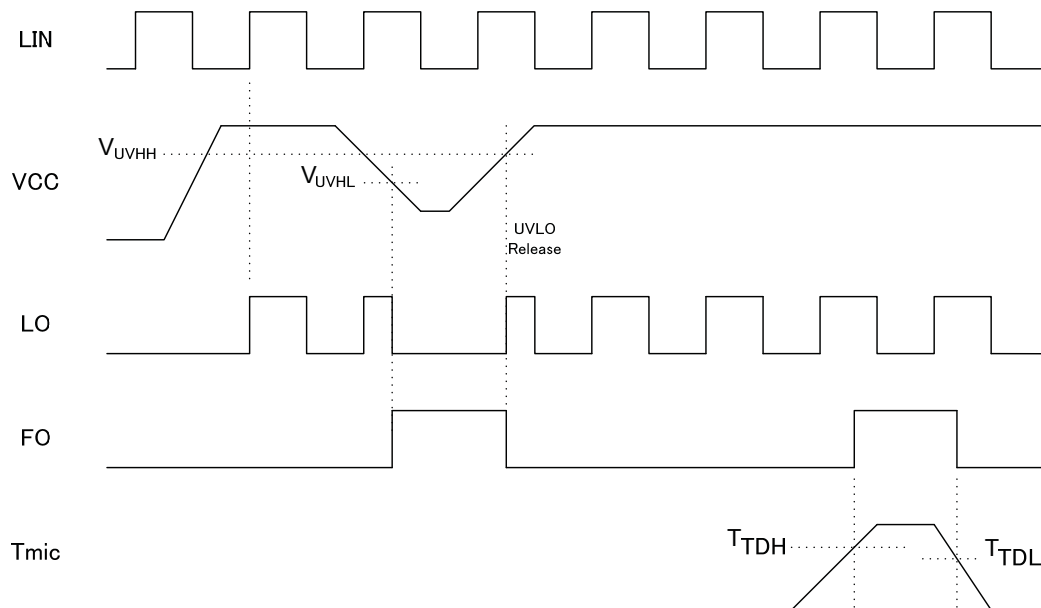 LIN
VUVHH
VCC
VUVHL
UVLO
Release
LO
FO
Tmic
TTDH
TTDL